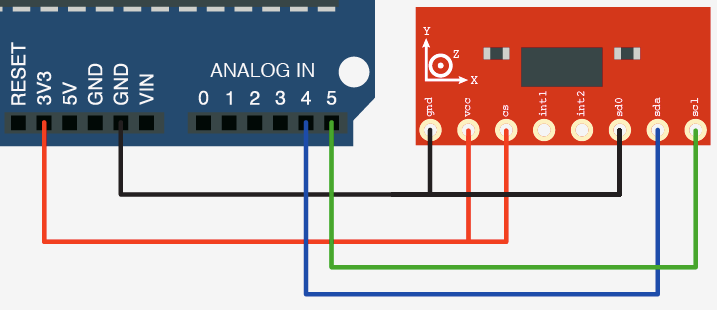 RESET
3V3
5V
GND
GND
VIN
ANALOG IN
0 1 2 3 4 5
Y
Z
X
gnd
vcc
cs
int1
int2
sd0
sda
scl